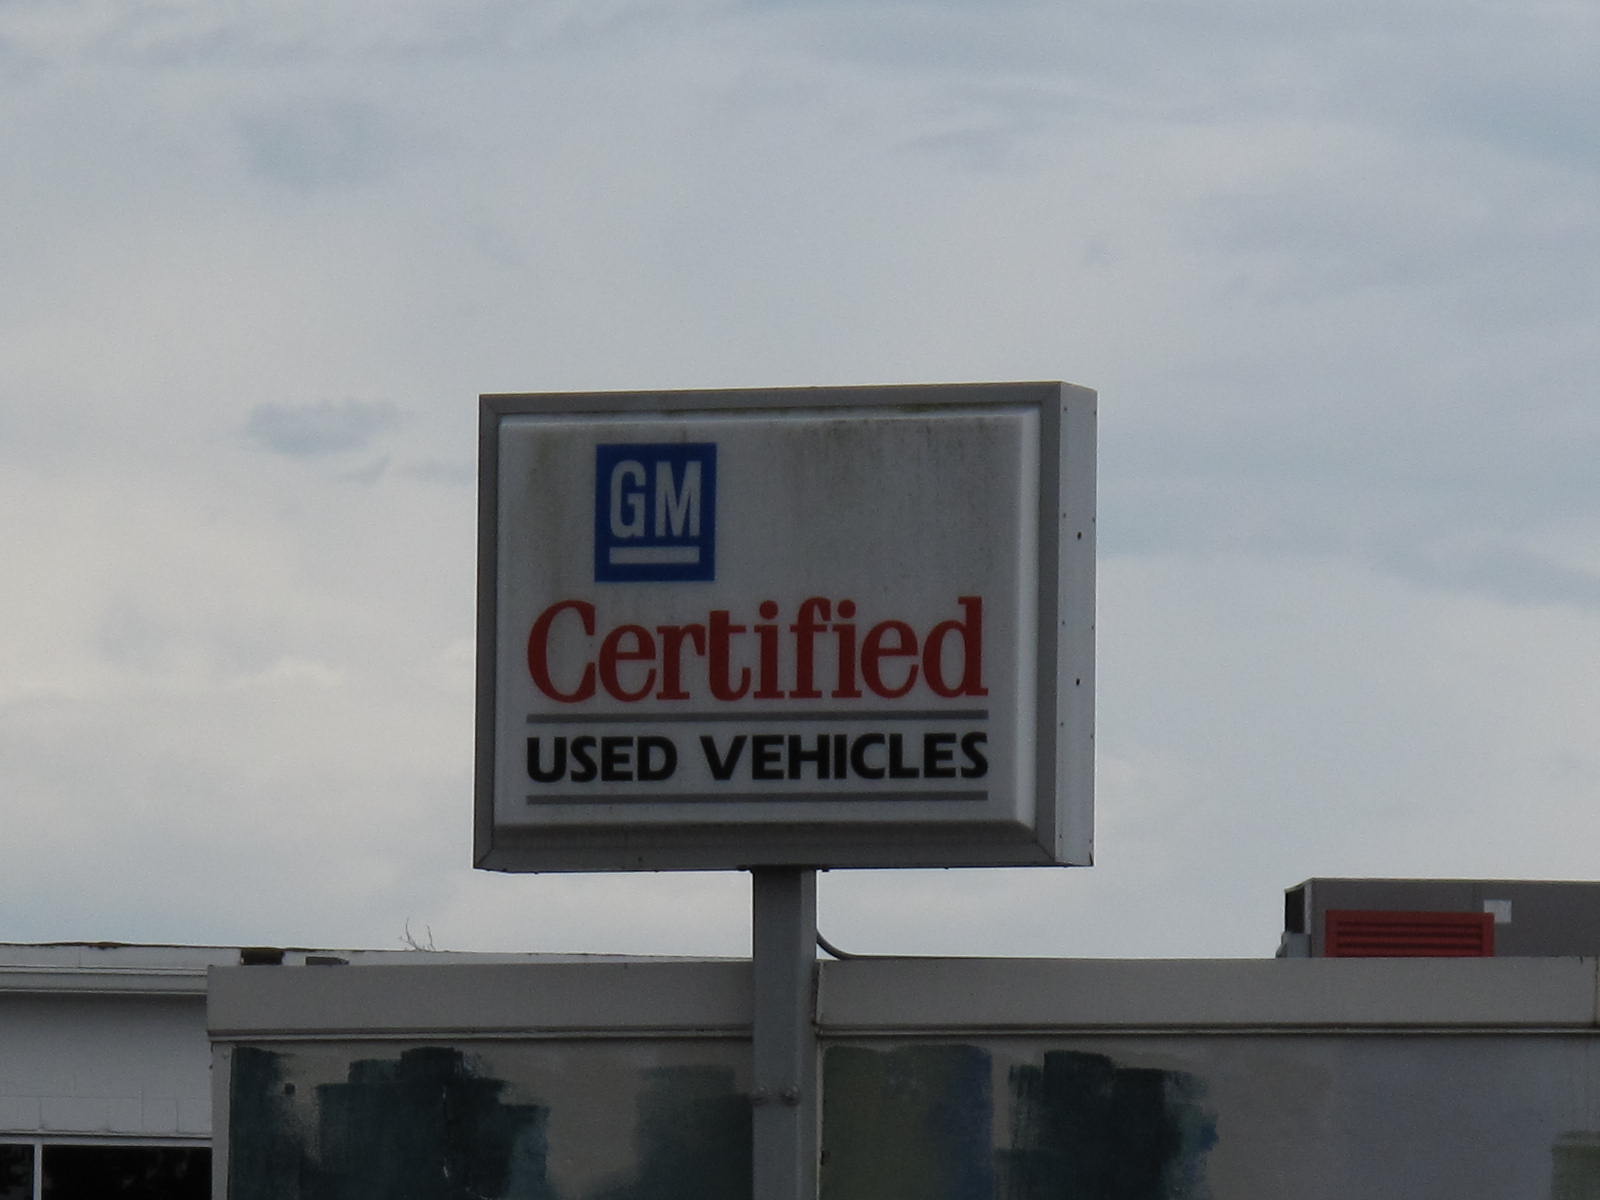 GM
Certified
USED VEHICLES